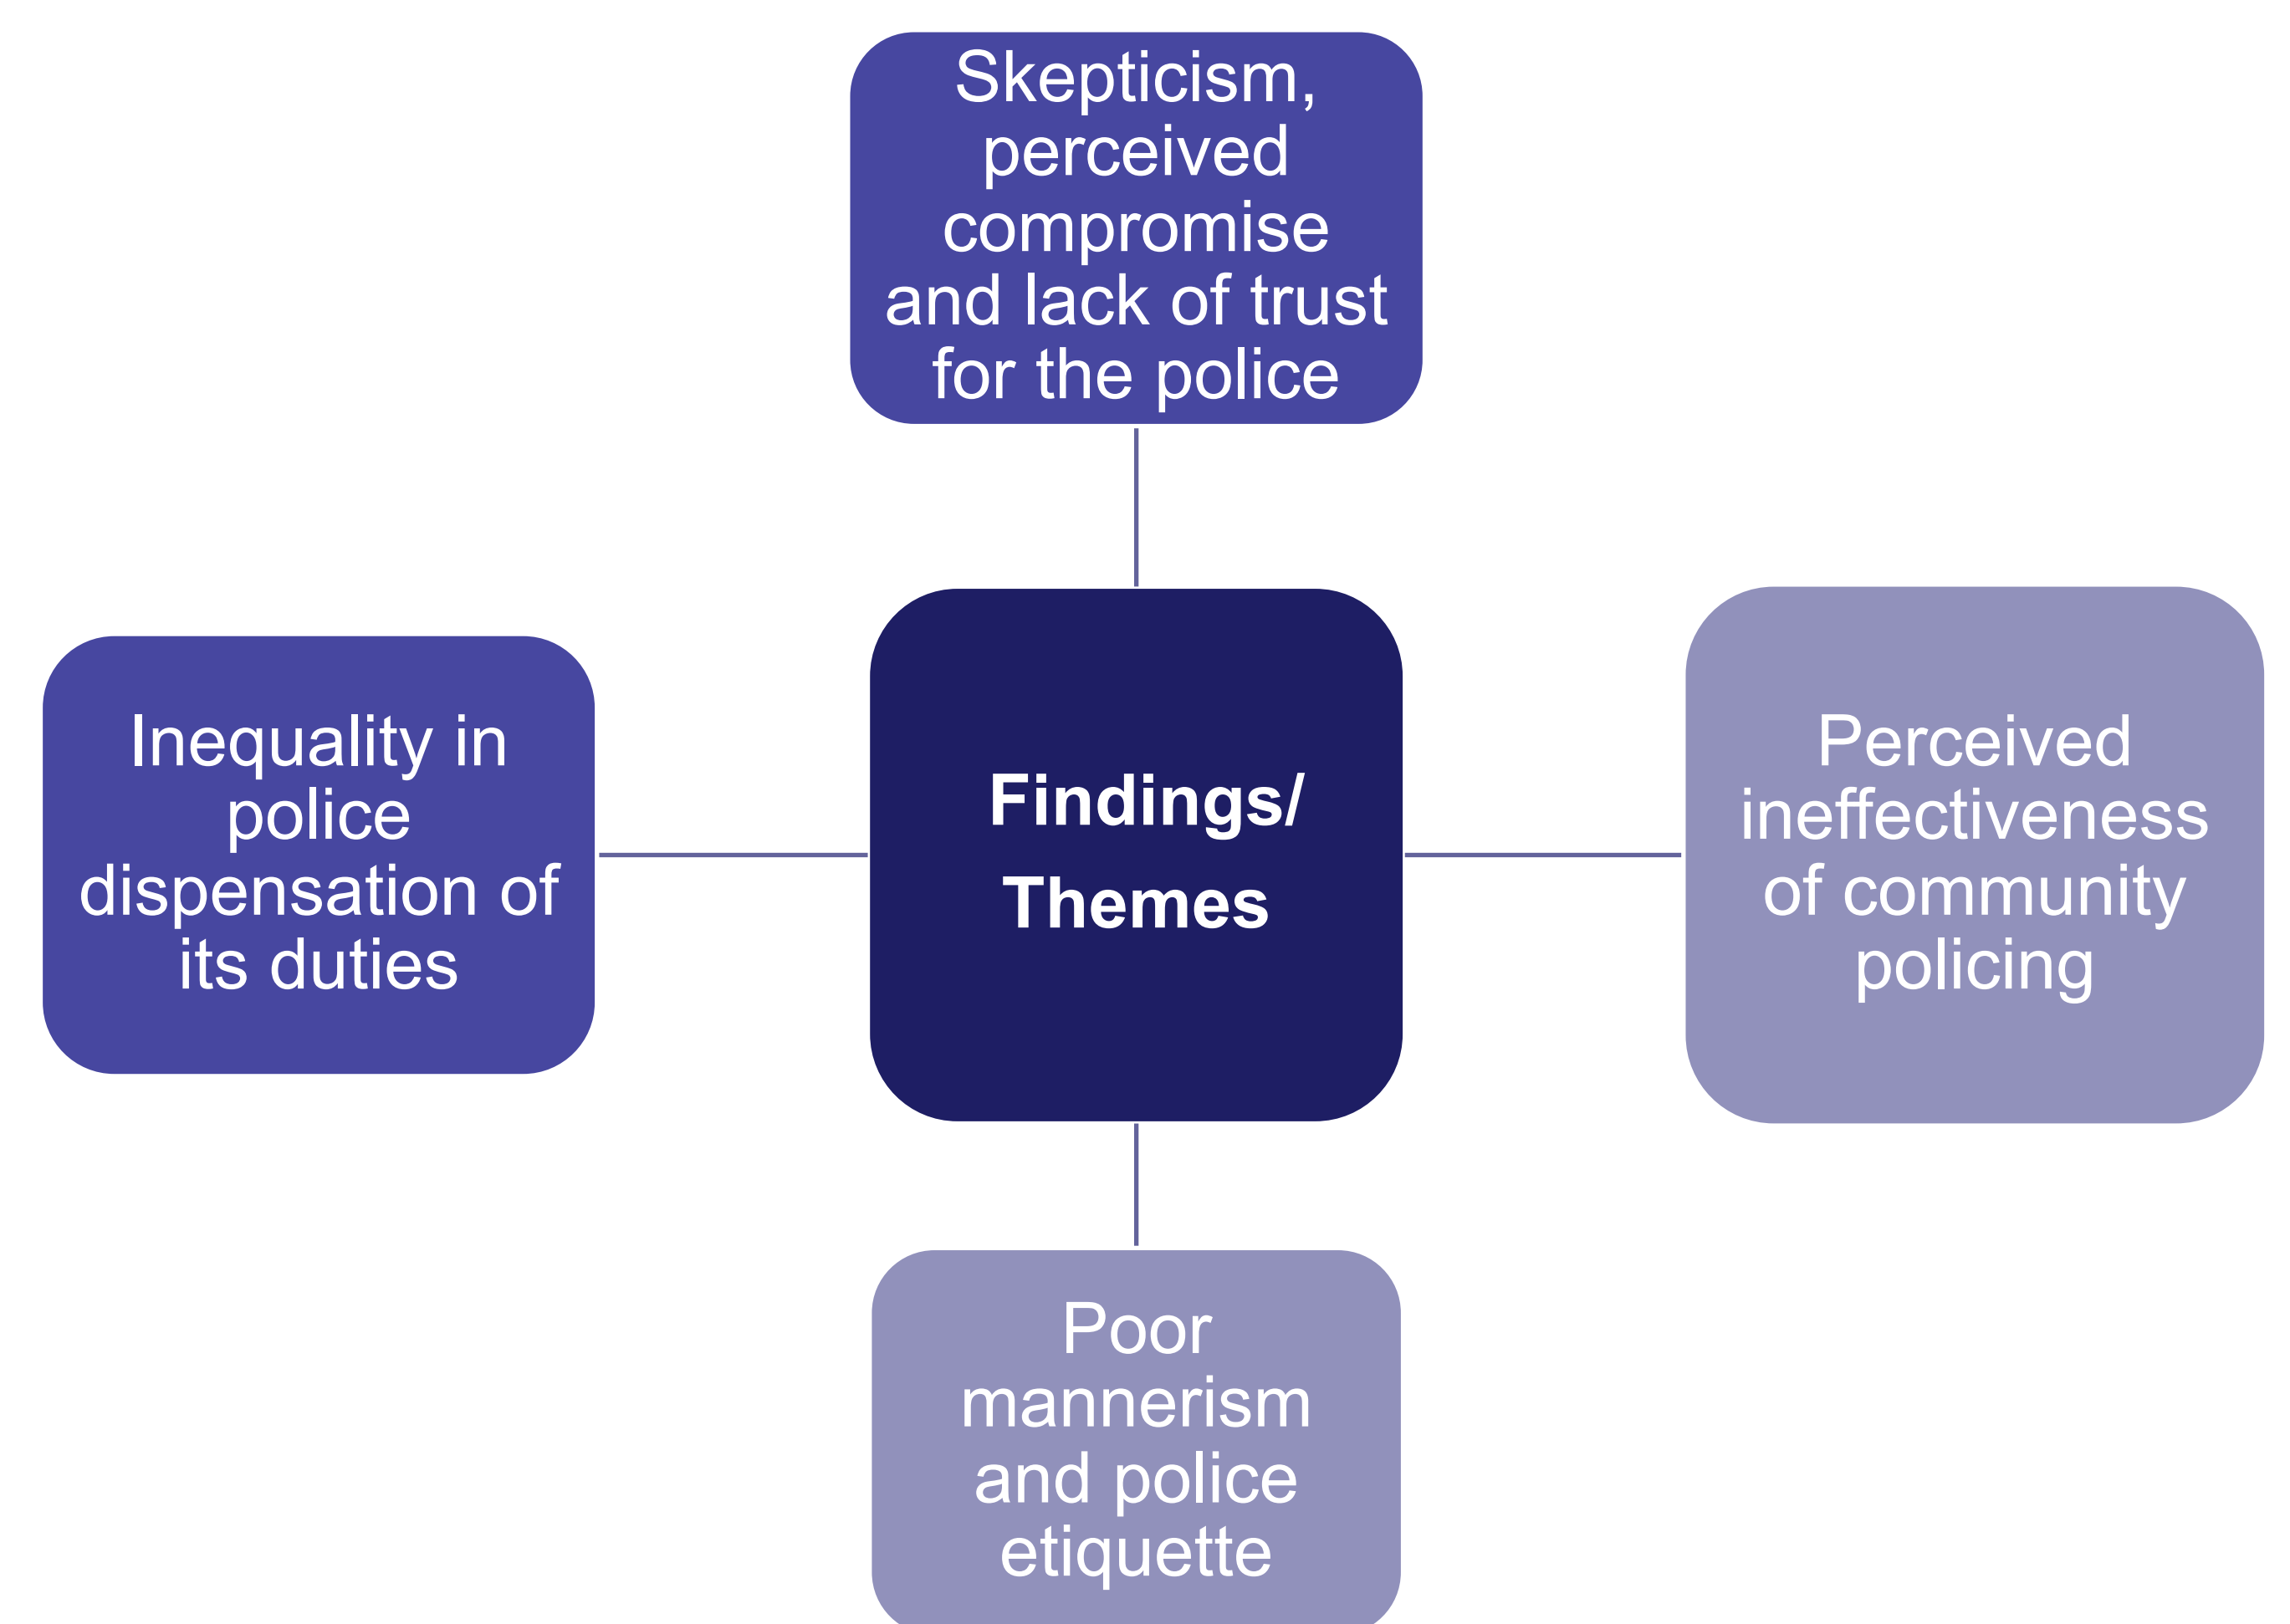 Skepticism,
perceived
compromise
and lack of trust
for the police
Inequality in
police
dispensation of
its duties
Findings/
Themes
Perceived
ineffectiveness
of community
policing
Poor
mannerism
and police
etiquette